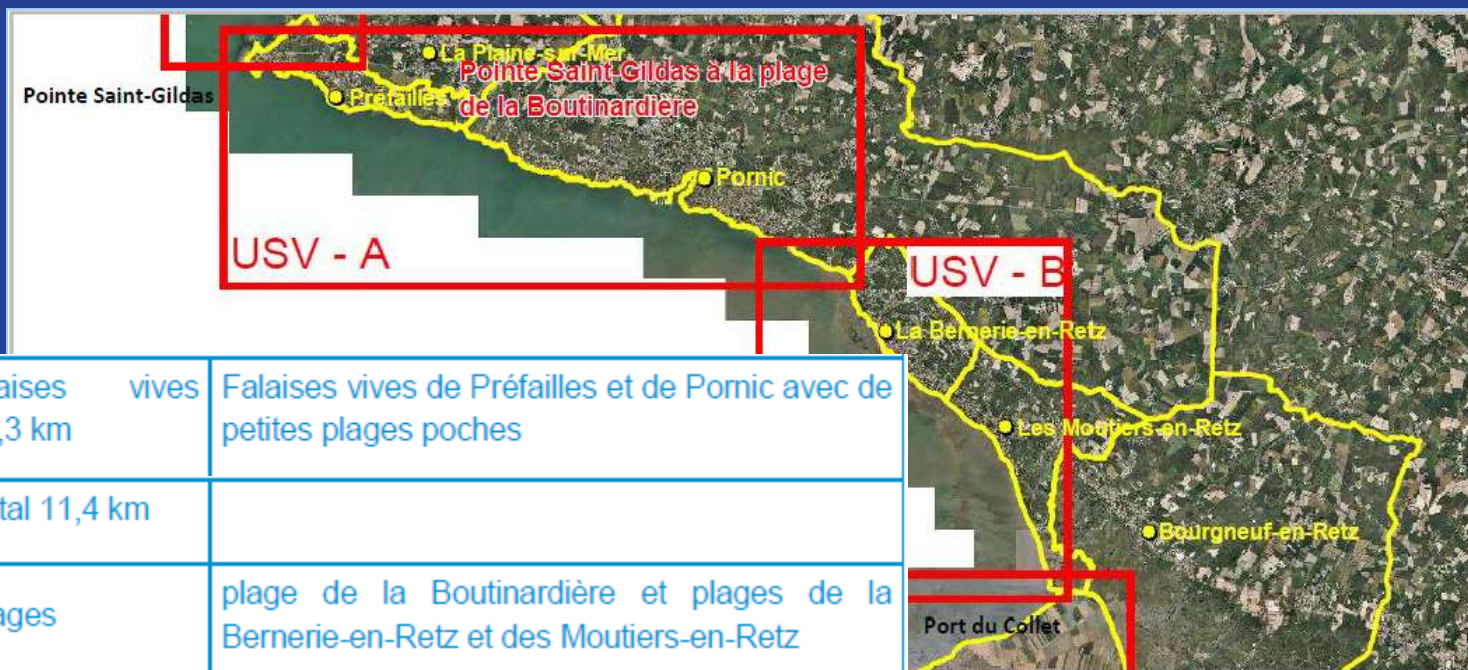 La Plaine-sur-Mer
Pointe Saint-Gildas à la plage
de la Boutinardière
Pointe Saint-Gildas
Préfailles
Pornic
USV - A
USV - B
La Bernerie-en-Retz
aises vives
,3 km
Falaises vives de Préfailles et de Pornic avec de
petites plages poches
Les Moutiers-en-Retz
tal 11,4 km
Bourgneuf-en-Retz
ages
plage de la Boutinardière et plages de la
Bernerie-en-Retz et des Moutiers-en-Retz
Port du Collet